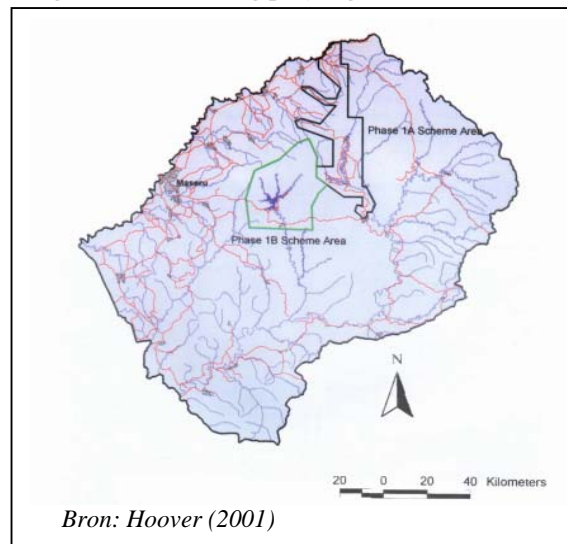 Phase 1A Scheme Area
Maseru
Phase 1B Scheme Area
N
20 0 20 40 Kilometers
Bron: Hoover (2001)